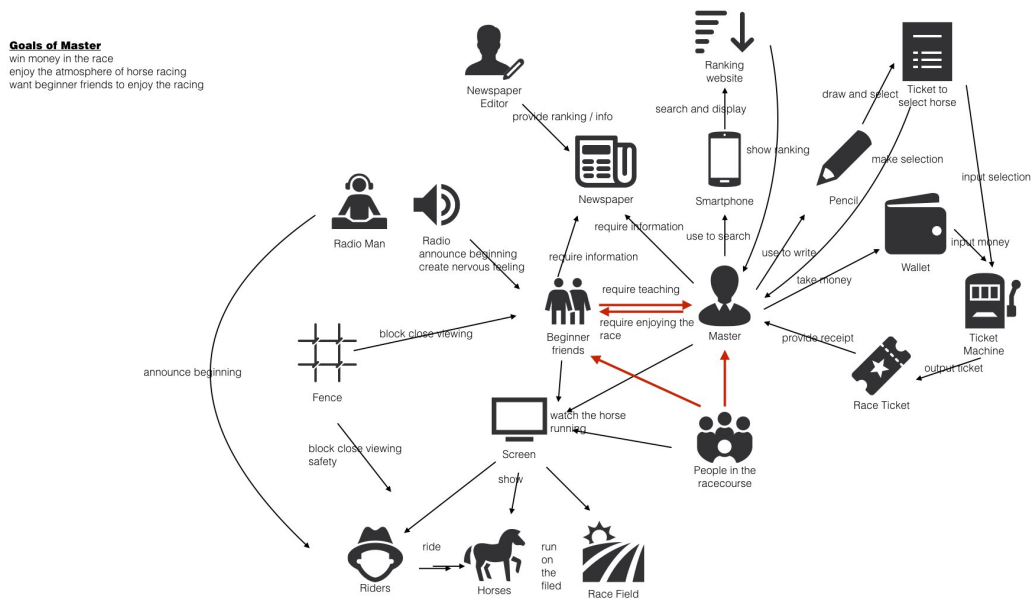 Goals of Master
win money in the race
enjoy the atmosphere of horse racing
want beginner friends to enjoy the racing
Newspaper
Editor
provide ranking / info
Ranking
website
search and display
show ranking
Ticket to
select horse
draw and select
make selection
input selection
Newspaper
Smartphone
Pencil
Radio Man
Radio
announce beginning
create nervous feeling
require information
require information
use to search
use to write
take money
Wallet
input money
require teaching
require enjoying the
race
Beginner
friends
Master
provide receipt
Ticket
Machine
output ticket
Race Ticket
block close viewing
Fence
announce beginning
block close viewing
safety
watch the horse
running
Screen
show
People in the
racecourse
Riders
ride
Horses
run
on
the
filed
Race Field